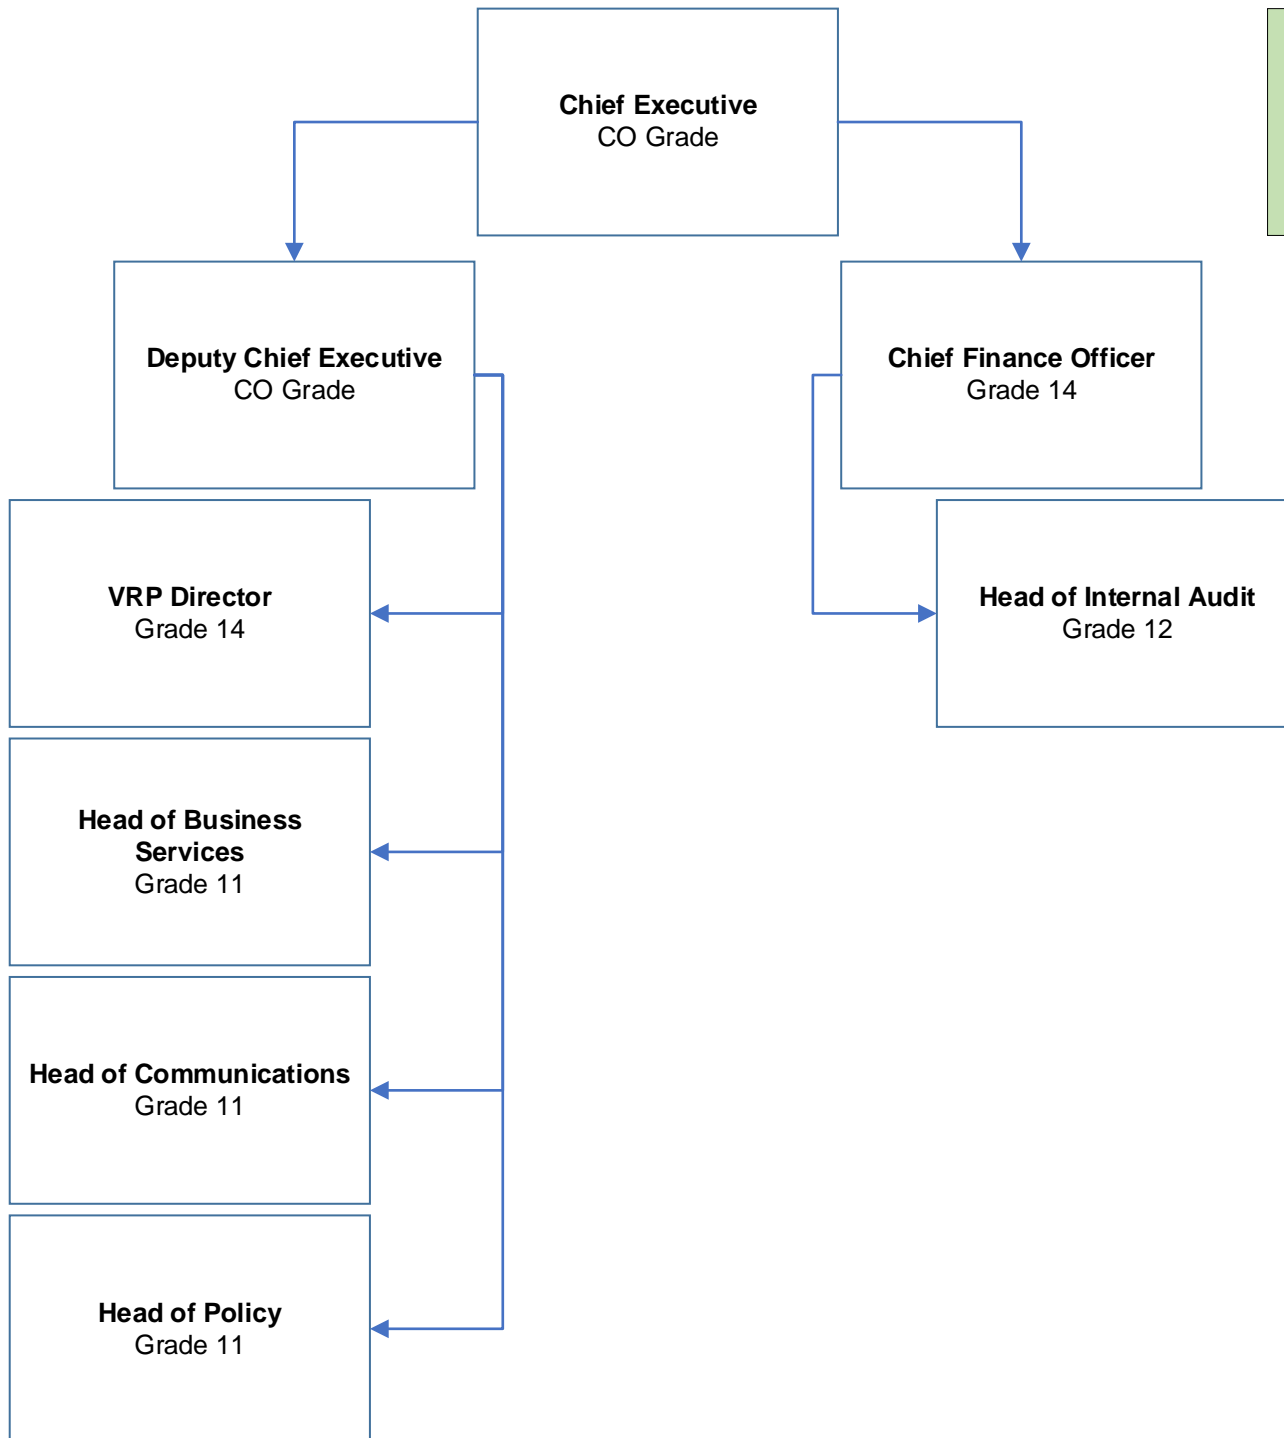 Chief Executive
CO Grade
Deputy Chief Executive
CO Grade
Chief Finance Officer
Grade 14
VRP Director
Grade 14
Head of Internal Audit
Grade 12
Head of Business
Services
Grade 11
Head of Communications
Grade 11
Head of Policy
Grade 11